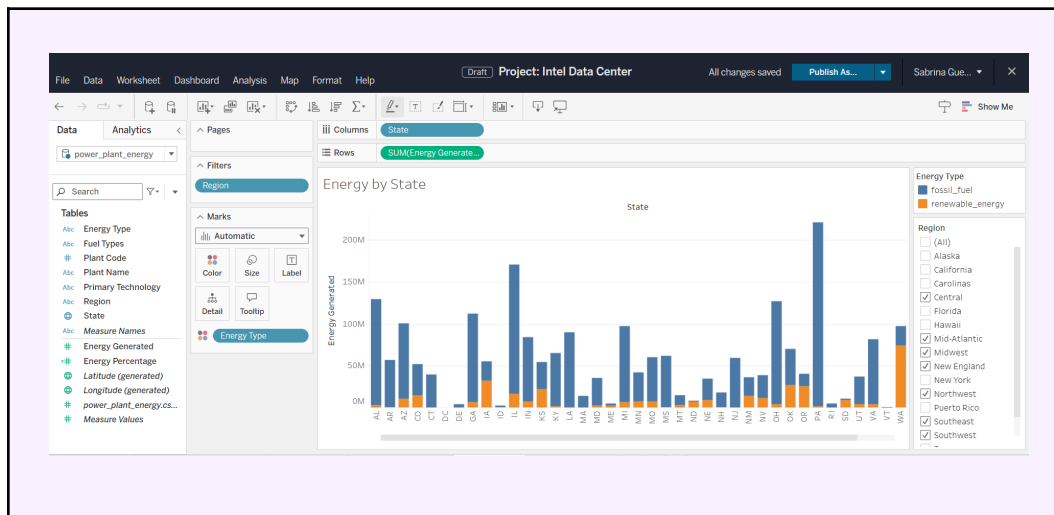 File Data Worksheet Dashboard Analysis Map Format Help
Draft Project: Intel Data Center
All changes saved
Publish As...
Sabrina Gue...
Data Analytics
power_plant_energy
Search
Tables
Abc Energy Type
Abc Fuel Types
# Plant Code
Abc Plant Name
Abc Primary Technology
Abc Region
State
Abc Measure Names
# Energy Generated
=# Energy Percentage
Latitude (generated)
Longitude (generated)
# power_plant_energy.cs...
# Measure Values
Pages
Filters
Region
Marks
Automatic
Color Size Label
Detail Tooltip
Energy Type
Columns State
Rows SUM(Energy Generate...
Show Me
Energy by State
State
Energy Generated
200M
150M
100M
50M
0M
AL AR AZ CO CT DC DE GA IA ID IL IN KS KY LA MA MD ME MI MN MO MS MT ND NE NH NJ NM NV OH OK OR PA RI SD UT VA VT WA
Energy Type
fossil_fuel
renewable_energy
Region
(All)
Alaska
California
Carolinas
Central
Florida
Hawaii
Mid-Atlantic
Midwest
New England
New York
Northwest
Puerto Rico
Southeast
Southwest